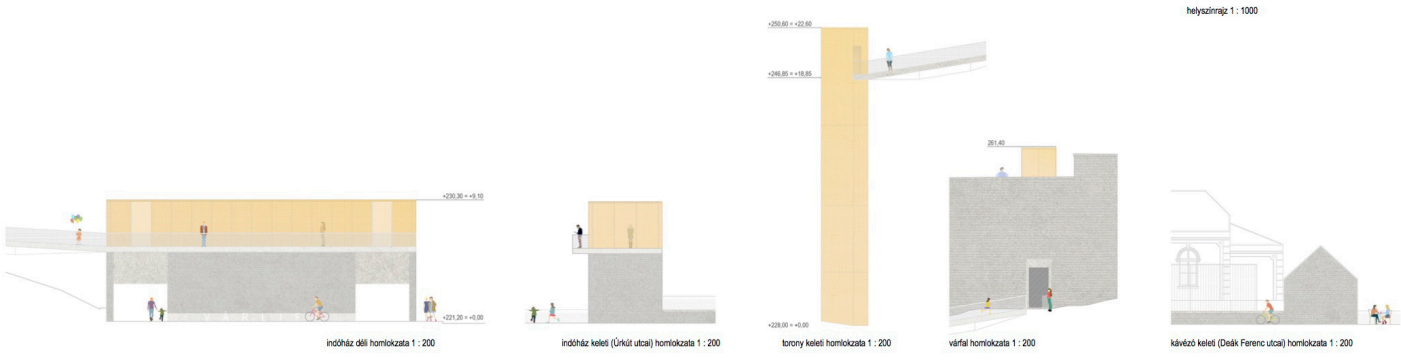 helyszínrajz 1 : 1000
+250,60 = +22,60
+246,85 = +18,85
261,40
+230,30 = +9,10
+221,20 = +0,00
+228,00 = +0,00
indóház déli homlokzata 1 : 200
indóház keleti (Úrkút utcai) homlokzata 1 : 200
torony keleti homlokzata 1 : 200
várfal homlokzata 1 : 200
kávézó keleti (Deák Ferenc utcai) homlokzata 1 : 200